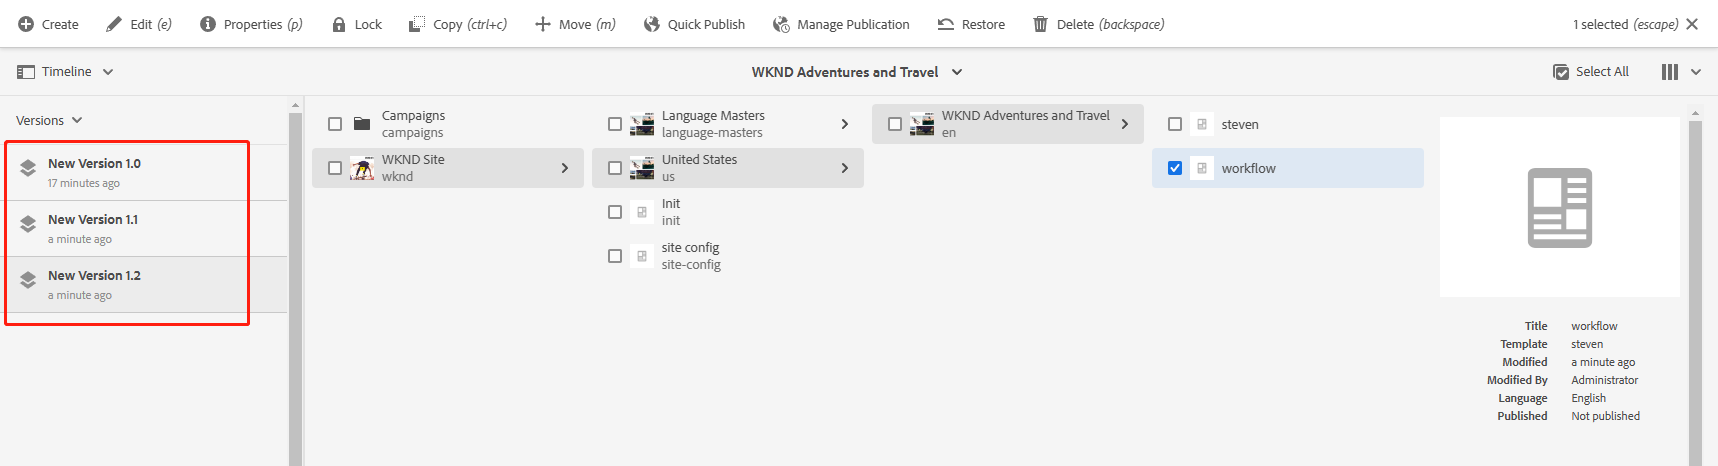 Create Edit (e) Properties (p) Lock Copy (ctrl+c) Move (m) Quick Publish Manage Publication Restore Delete (backspace) 1 selected (escape)
Timeline WKND Adventures and Travel Select All
Versions
New Version 1.0
17 minutes ago
New Version 1.1
a minute ago
New Version 1.2
a minute ago
Campaigns
campaigns
WKND Site
wknd
Language Masters
language-masters
United States
us
Init
init
site config
site-config
WKND Adventures and Travel
en
steven
workflow
Title workflow
Template steven
Modified a minute ago
Modified By Administrator
Language English
Published Not published